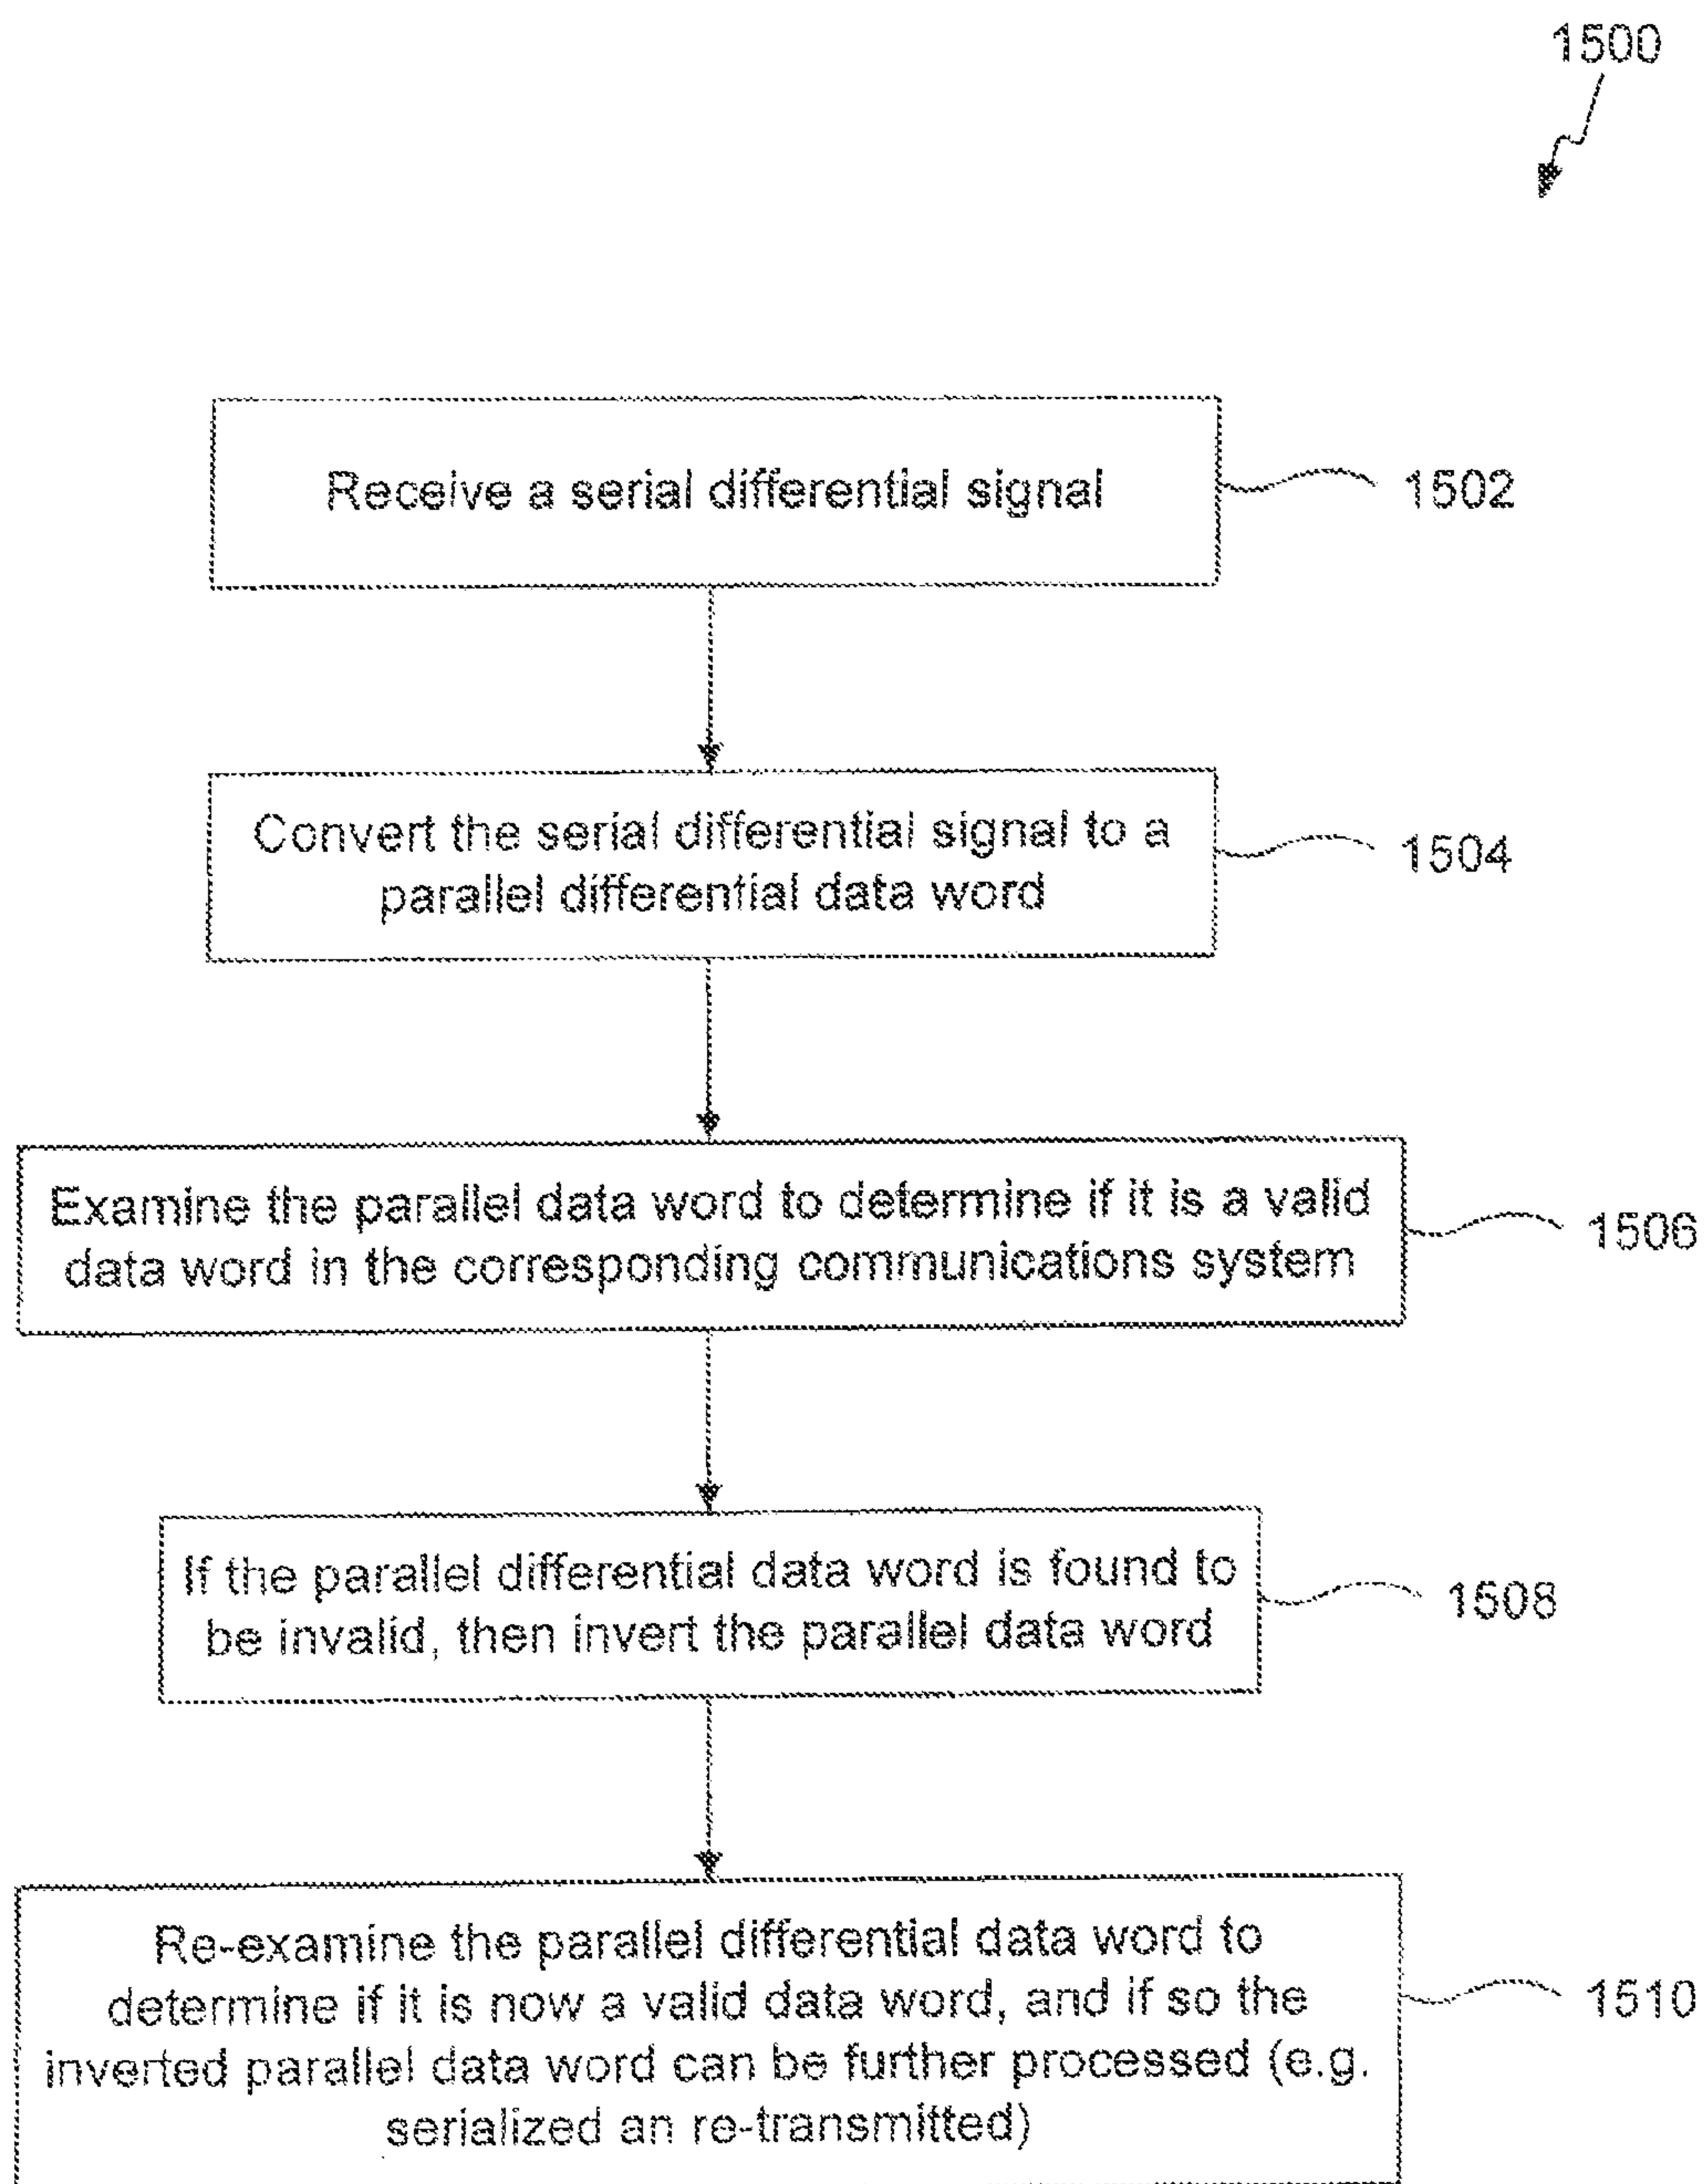 1500
Receive a serial differential signal
1502
Convert the serial differential signal to a
parallel differential data word
1504
Examine the parallel data word to determine if it is a valid
data word in the corresponding communications system
1506
If the parallel differential data word is found to
be invalid, then invert the parallel data word
1508
Re-examine the parallel differential data word to
determine if it is now a valid data word, and if so the
inverted parallel data word can be further processed (e.g.
serialized an re-transmitted)
1510